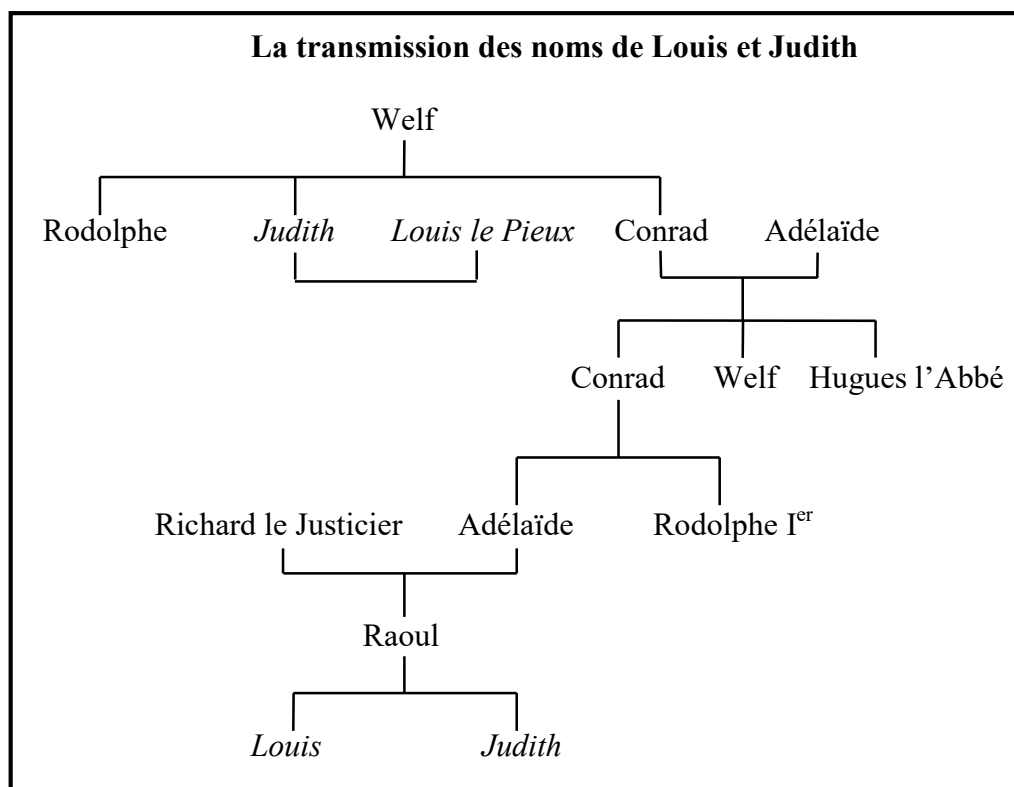 La transmission des noms de Louis et Judith
Welf
Rodolphe Judith Louis le Pieux Conrad Adélaïde
Conrad Welf Hugues l’Abbé
Richard le Justicier Adélaïde Rodolphe Ier
Raoul
Louis Judith